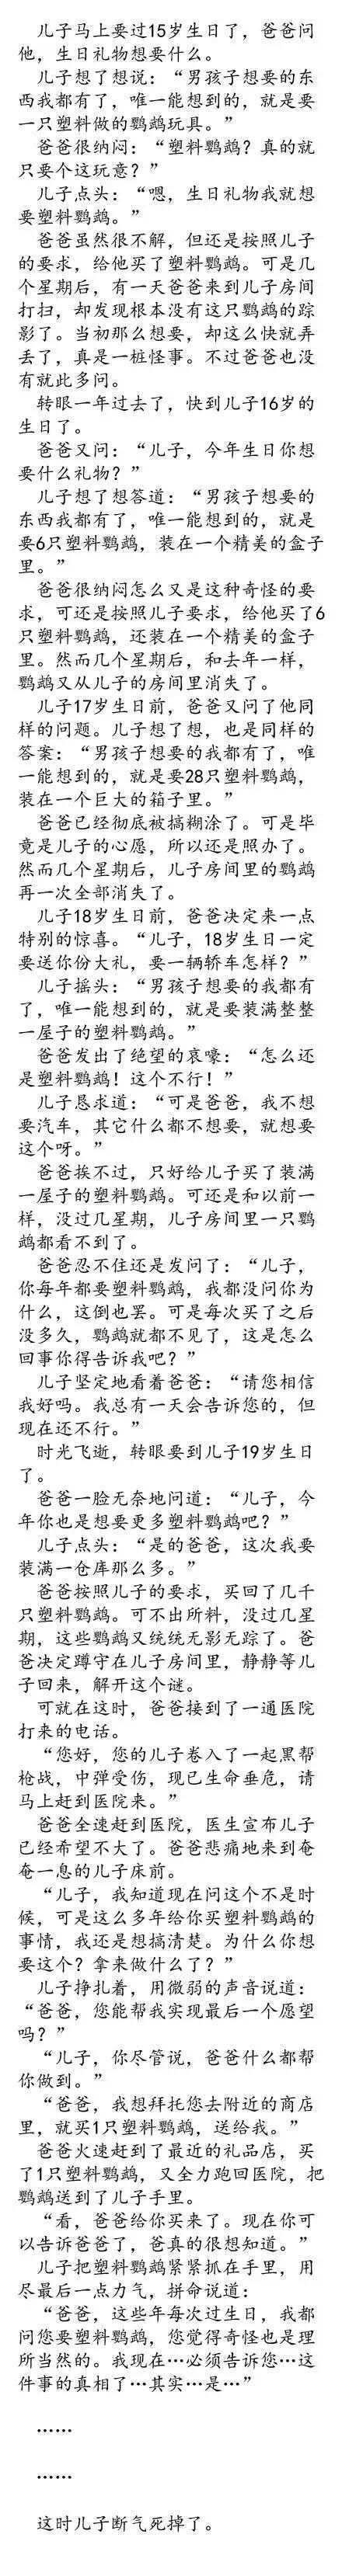 儿子马上要过15岁生日了，爸爸问
他，生日礼物想要什么。
儿子想了想说：“男孩子想要的东
西我都有了，唯一能想到的，就是要
一只塑料做的鹦鹉玩具。”
爸爸很纳闷：“塑料鹦鹉？真的就
只要个这玩意？”
儿子点头：“嗯，生日礼物我就想
要塑料鹦鹉。”
爸爸虽然很不解，但还是按照儿子
的要求，给他买了塑料鹦鹉。可是几
个星期后，有一天爸爸来到儿子房间
打扫，却发现根本没有这只鹦鹉的踪
影了。当初那么想要，却这么快就弄
丢了，真是一桩怪事。不过爸爸也没
有就此多问。
转眼一年过去了，快到儿子16岁的
生日了。
爸爸又问：“儿子，今年生日你想
要什么礼物？”
儿子想了想答道：“男孩子想要的
东西我都有了，唯一能想到的，就是
要6只塑料鹦鹉，装在一个精美的盒子
里。”
爸爸很纳闷怎么又是这种奇怪的要
求，可还是按照儿子要求，给他买了6
只塑料鹦鹉，还装在一个精美的盒子
里。然而几个星期后，和去年一样，
鹦鹉又从儿子的房间里消失了。
儿子17岁生日前，爸爸又问了他同
样的问题。儿子想了想，也是同样的
答案：“男孩子想要的我都有了，唯
一能想到的，就是要28只塑料鹦鹉，
装在一个巨大的箱子里。”
爸爸已经彻底被搞糊涂了。可是毕
竟是儿子的心愿，所以还是照办了。
然而几个星期后，儿子房间里的鹦鹉
再一次全部消失了。
儿子18岁生日前，爸爸决定来一点
特别的惊喜。“儿子，18岁生日一定
要送你份大礼，要一辆轿车怎样？”
儿子摇头：“男孩子想要的我都有
了，唯一能想到的，就是要装满整整
一屋子的塑料鹦鹉。”
爸爸发出了绝望的哀嚎：“怎么还
是塑料鹦鹉！这个不行！”
儿子恳求道：“可是爸爸，我不想
要汽车，其它什么都不想要，就想要
这个呀。”
爸爸挨不过，只好给儿子买了装满
一屋子的塑料鹦鹉。可还是和以前一
样，没过几星期，儿子房间里一只鹦
鹉都看不到了。
爸爸忍不住还是发问了：“儿子，
你每年都要塑料鹦鹉，我都没问你为
什么，这倒也罢。可是每次买了之后
没多久，鹦鹉就都不见了，这是怎么
回事你得告诉我吧？”
儿子坚定地看着爸爸：“请您相信
我好吗。我总有一天会告诉您的，但
现在还不行。”
时光飞逝，转眼要到儿子19岁生日
了。
爸爸一脸无奈地问道：“儿子，今
年你也是想要更多塑料鹦鹉吧？”
儿子点头：“是的爸爸，这次我要
装满一仓库那么多。”
爸爸按照儿子的要求，买回了几千
只塑料鹦鹉。可不出所料，没过几星
期，这些鹦鹉又统统无影无踪了。爸
爸决定蹲守在儿子房间里，静静等儿
子回来，解开这个谜。
可就在这时，爸爸接到了一通医院
打来的电话。
“您好，您的儿子卷入了一起黑帮
枪战，中弹受伤，现已生命垂危，请
马上赶到医院来。”
爸爸全速赶到医院，医生宣布儿子
已经希望不大了。爸爸悲痛地来到奄
奄一息的儿子床前。
“儿子，我知道现在问这个不是时
候，可是这么多年给你买塑料鹦鹉的
事情，我还是想搞清楚。为什么你想
要这个？拿来做什么了？”
儿子挣扎着，用微弱的声音说道：
“爸爸，您能帮我实现最后一个愿望
吗？”
“儿子，你尽管说，爸爸什么都帮
你做到。”
“爸爸，我想拜托您去附近的商店
里，就买1只塑料鹦鹉，送给我。”
爸爸火速赶到了最近的礼品店，买
了1只塑料鹦鹉，又全力跑回医院，把
鹦鹉送到了儿子手里。
“看，爸爸给你买来了。现在你可
以告诉爸爸了，爸真的很想知道。”
儿子把塑料鹦鹉紧紧抓在手里，用
尽最后一点力气，拼命说道：
“爸爸，这些年每次过生日，我都
问您要塑料鹦鹉，您觉得奇怪也是理
所当然的。我现在…必须告诉您…这
件事的真相了…其实…是…”
……
……
这时儿子断气死掉了。